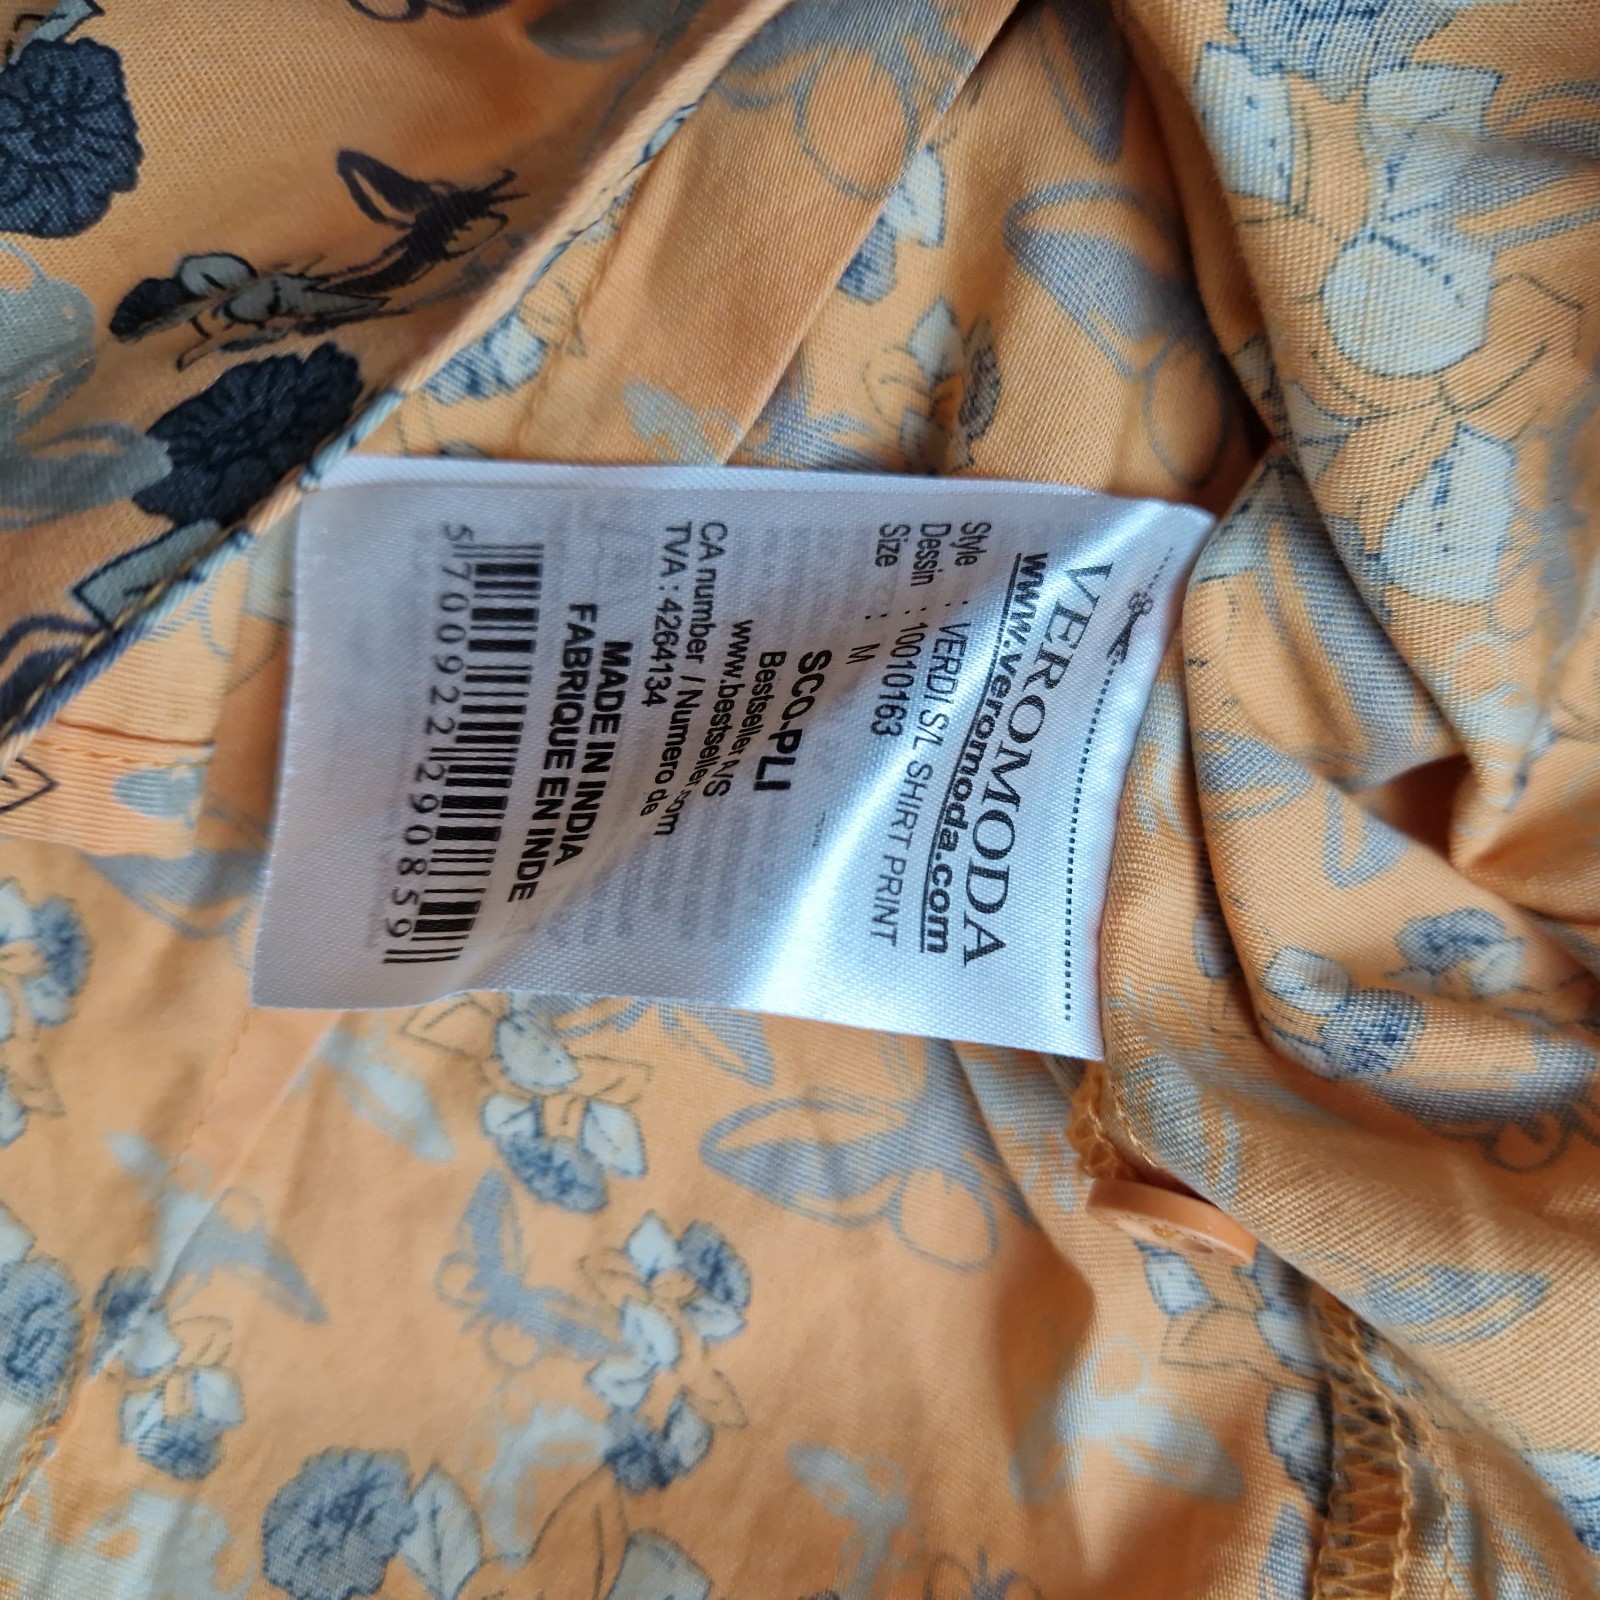 VEROMODA
www.veromoda.com
Style : VERDI S/L SHIRT PRINT
Dessin : 10010163
Size : M
SCO-PLI
Bestseller A/S
www.bestseller.com
CA number / Numero de
TVA : 4264134
MADE IN INDIA
FABRIQUE EN INDE
5 700922 290859